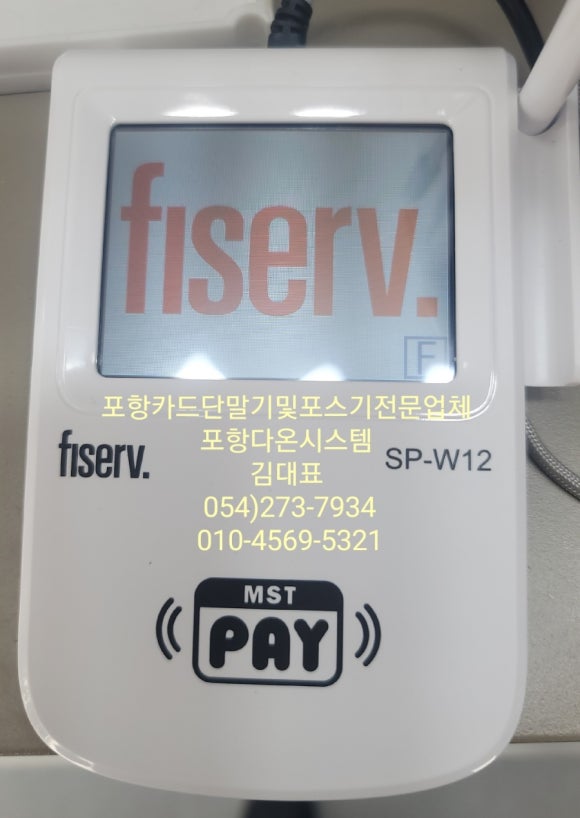 fiserv.
F
포항카드단말기및포스기전문업체
포항다온시스템
fiserv.
SP-W12
김대표
054)273-7934
010-4569-5321
MST
PAY